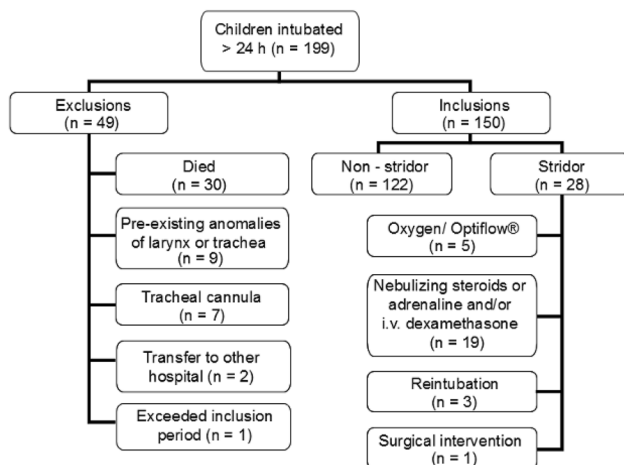 Children intubated
> 24 h (n = 199)
Exclusions
(n = 49)
Inclusions
(n = 150)
Died
(n = 30)
Pre-existing anomalies
of larynx or trachea
(n = 9)
Tracheal cannula
(n = 7)
Transfer to other
hospital (n = 2)
Exceeded inclusion
period (n = 1)
Non - stridor
(n = 122)
Stridor
(n = 28)
Oxygen/ Optiflow®
(n = 5)
Nebulizing steroids or
adrenaline and/or
i.v. dexamethasone
(n = 19)
Reintubation
(n = 3)
Surgical intervention
(n = 1)